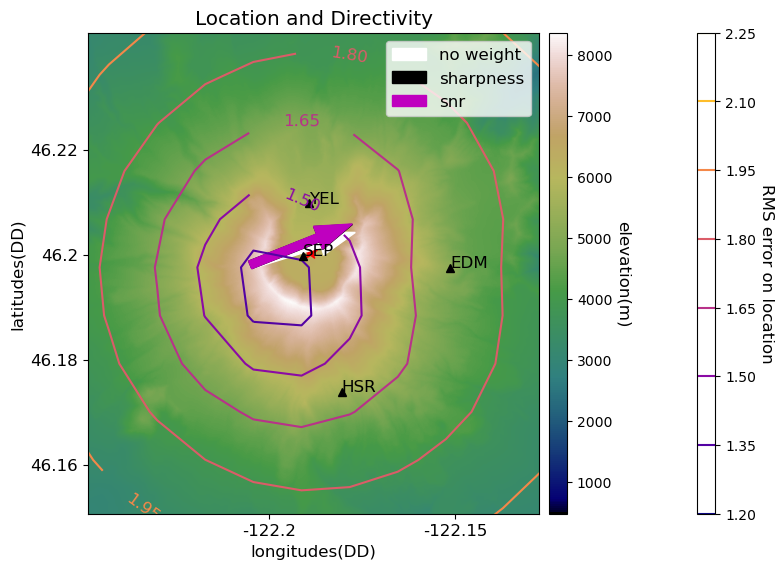 Location and Directivity
no weight
sharpness
snr
1.80
1.65
1.50
YEL
SEP
EDM
HSR
1.95
46.22
46.2
46.18
46.16
latitudes(DD)
-122.2
-122.15
longitudes(DD)
8000
7000
6000
5000
4000
3000
2000
1000
elevation(m)
2.25
2.10
1.95
1.80
1.65
1.50
1.35
1.20
RMS error on location